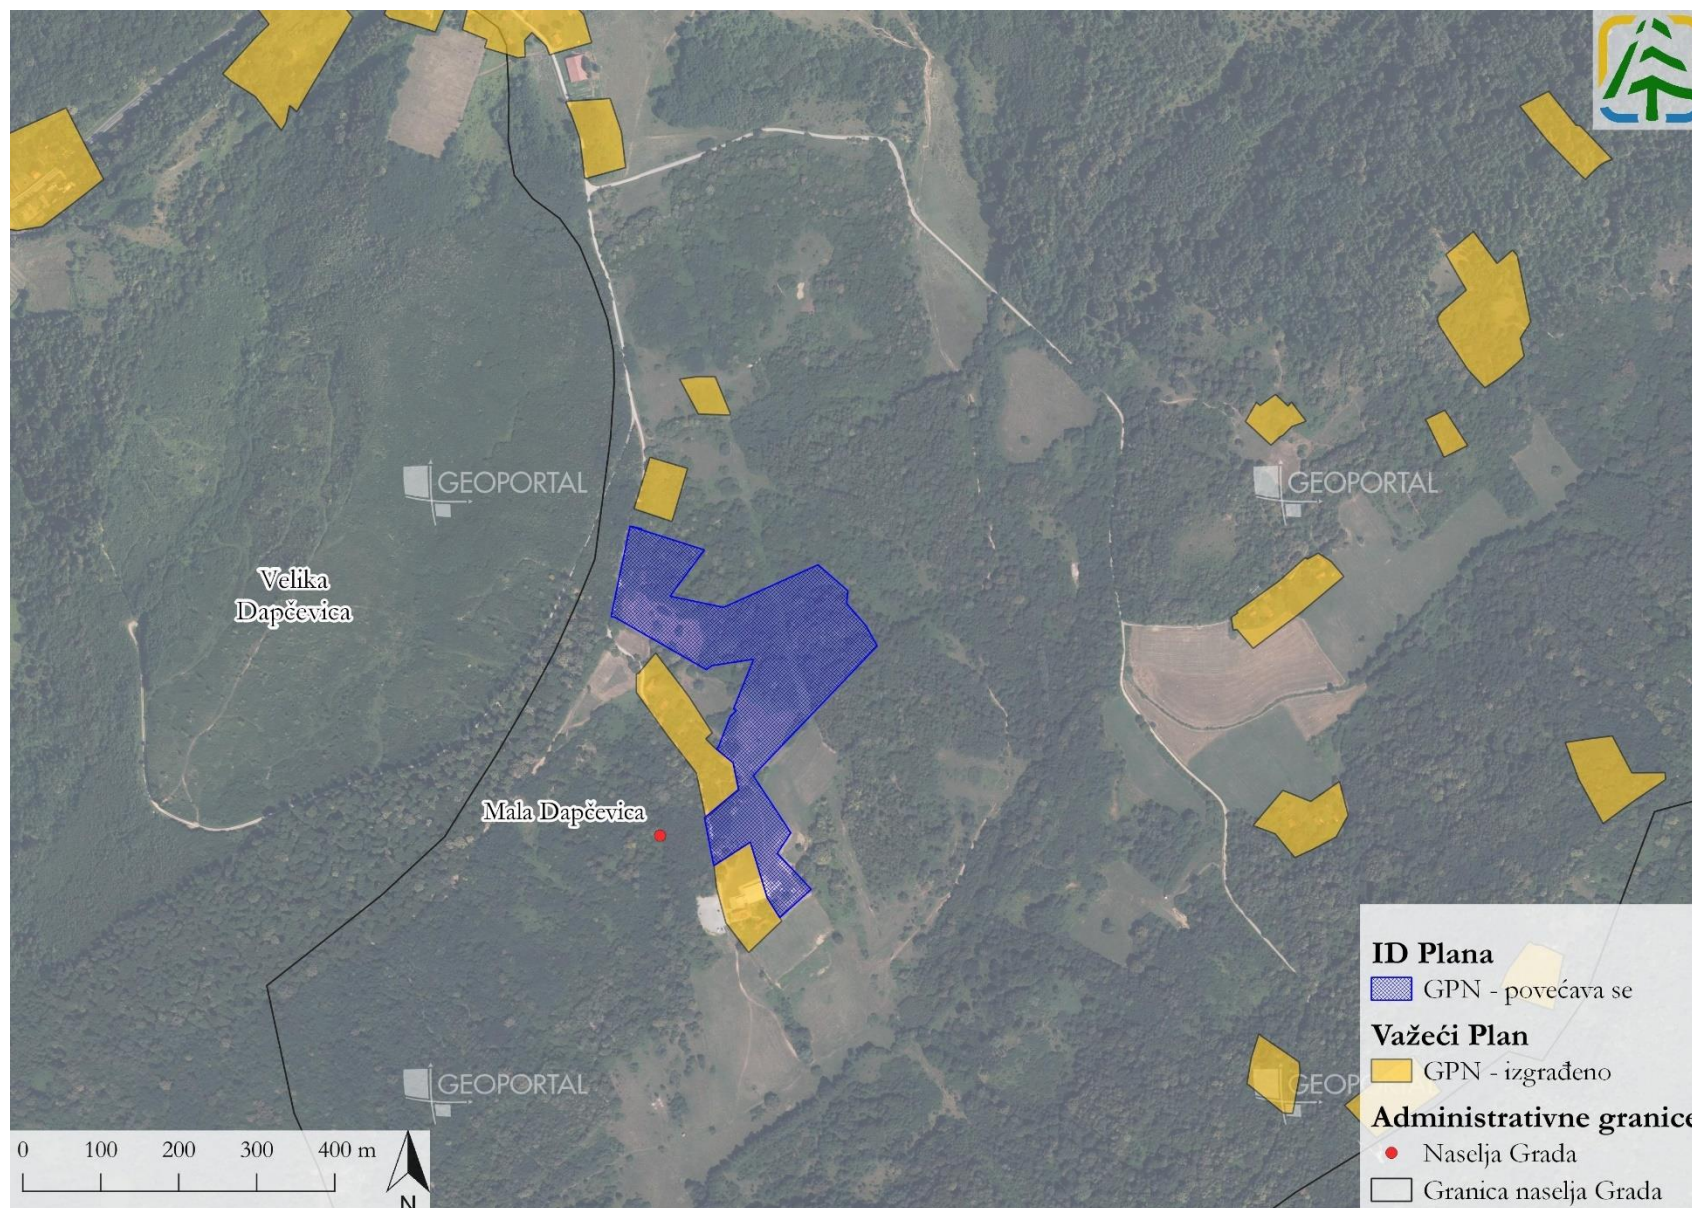 GEOPORTAL
GEOPORTAL
Velika
Dapčevica
Mala Dapčevica
GEOPORTAL
GEOP
ID Plana
GPN - povećava se
Važeći Plan
GPN - izgrađeno
Administrativne granice
Naselja Grada
Granica naselja Grada
0 100 200 300 400 m
N